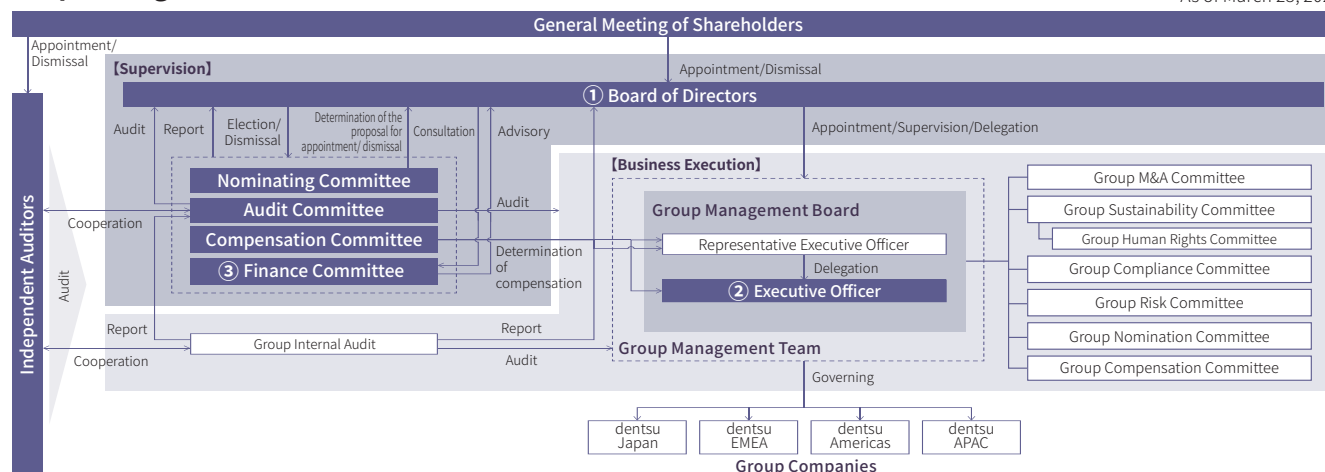 General Meeting of Shareholders
Appointment/
Dismissal
【Supervision】
Appointment/Dismissal
① Board of Directors
Audit
Report
Election/
Dismissal
Determination of the
proposal for
appointment/ dismissal
Consultation
Advisory
Appointment/Supervision/Delegation
Nominating Committee
Audit Committee
Compensation Committee
③ Finance Committee
Cooperation
Audit
Determination
of
compensation
Independent Auditors
Audit
【Business Execution】
Group Management Board
Representative Executive Officer
Delegation
② Executive Officer
Group Management Team
Group M&A Committee
Group Sustainability Committee
Group Human Rights Committee
Group Compliance Committee
Group Risk Committee
Group Nomination Committee
Group Compensation Committee
Report
Cooperation
Group Internal Audit
Report
Audit
Governing
dentsu
Japan
dentsu
EMEA
dentsu
Americas
dentsu
APAC
Group Companies